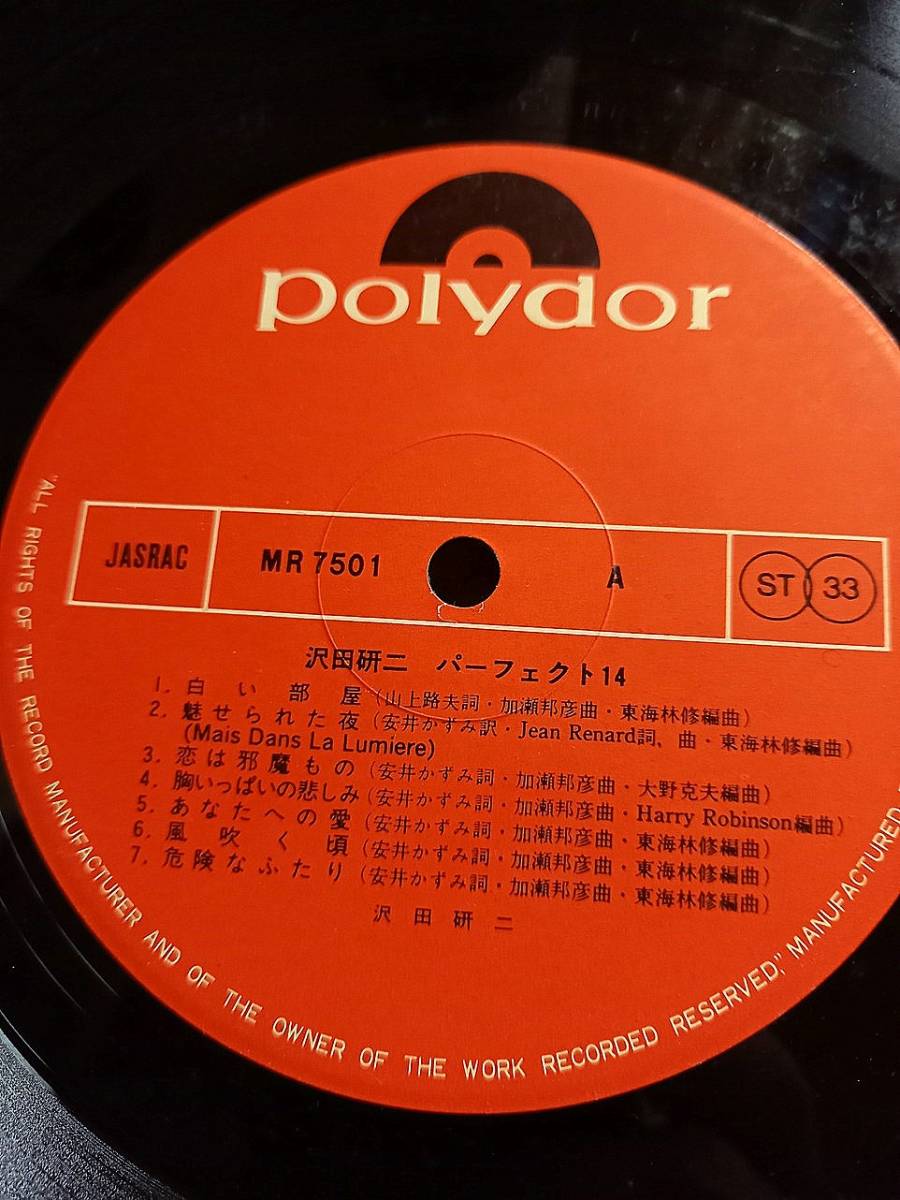 polydor
JASRAC MR 7501 A ST 33
沢田研二 パーフェクト14
1. 白い部屋 (山上路夫詞・加瀬邦彦曲・東海林修編曲)
2. 魅せられた夜 (安井かずみ訳・Jean Renard詞、曲・東海林修編曲)
(Mais Dans La Lumiere)
3. 恋は邪魔もの (安井かずみ詞・加瀬邦彦曲・大野克夫編曲)
4. 胸いっぱいの悲しみ (安井かずみ詞・加瀬邦彦曲・Harry Robinson編曲)
5. あなたへの愛 (安井かずみ詞・加瀬邦彦曲・東海林修編曲)
6. 風吹く頃 (安井かずみ詞・加瀬邦彦曲・東海林修編曲)
7. 危険なふたり (安井かずみ詞・加瀬邦彦曲・東海林修編曲)
沢田研二
"ALL RIGHTS OF THE RECORD MANUFACTURER AND OF THE OWNER OF THE WORK RECORDED RESERVED," MANUFACTURED